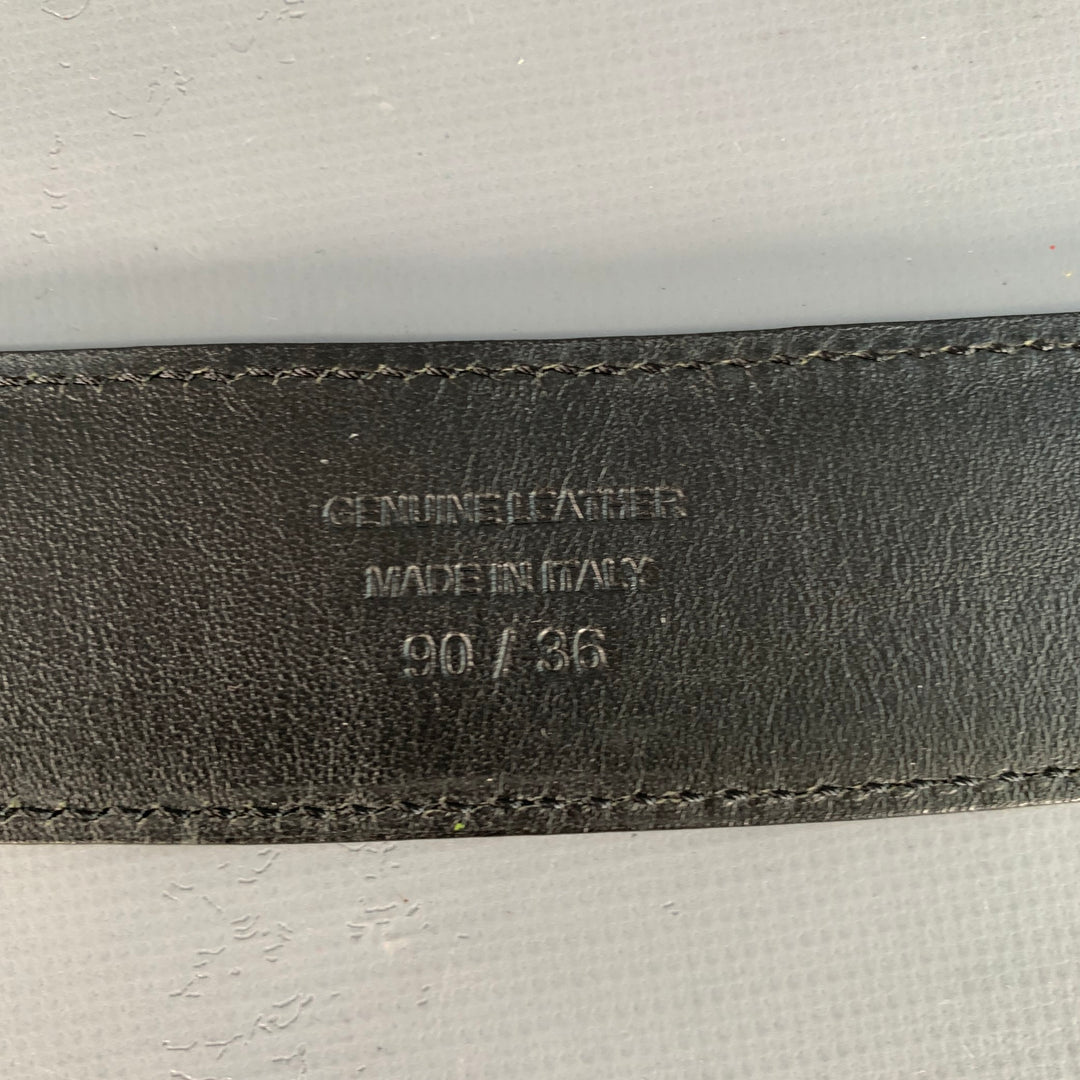 GENUINE LEATHER
MADE IN ITALY
90 / 36